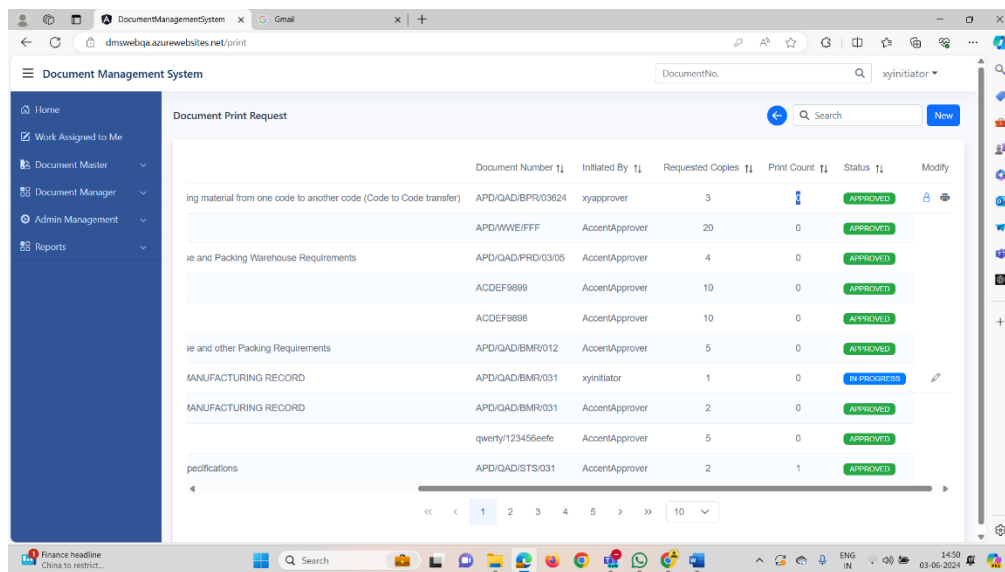 DocumentManagementSystem
Gmail
dmswebqa.azurewebsites.net/print
Document Management System
DocumentNo.
xyinitiator
Home
Work Assigned to Me
Document Master
Document Manager
Admin Management
Reports
Document Print Request
Search
New
Document Number Initiated By Requested Copies Print Count Status Modify
ing material from one code to another code (Code to Code transfer) APD/QAD/BPR/03624 xyapprover 3 0 APPROVED
APD/WWE/FFF AccentApprover 20 0 APPROVED
se and Packing Warehouse Requirements APD/QAD/PRD/03/05 AccentApprover 4 0 APPROVED
ACDEF9899 AccentApprover 10 0 APPROVED
ACDEF9898 AccentApprover 10 0 APPROVED
se and other Packing Requirements APD/QAD/BMR/012 AccentApprover 5 0 APPROVED
MANUFACTURING RECORD APD/QAD/BMR/031 xyinitiator 1 0 IN PROGRESS
MANUFACTURING RECORD APD/QAD/BMR/031 AccentApprover 2 0 APPROVED
qwerty/123456eefe AccentApprover 5 0 APPROVED
pecifications APD/QAD/STS/031 AccentApprover 2 1 APPROVED
<< < 1 2 3 4 5 > >> 10
Finance headline
China to restrict...
Search
ENG
IN
14:50
03-06-2024